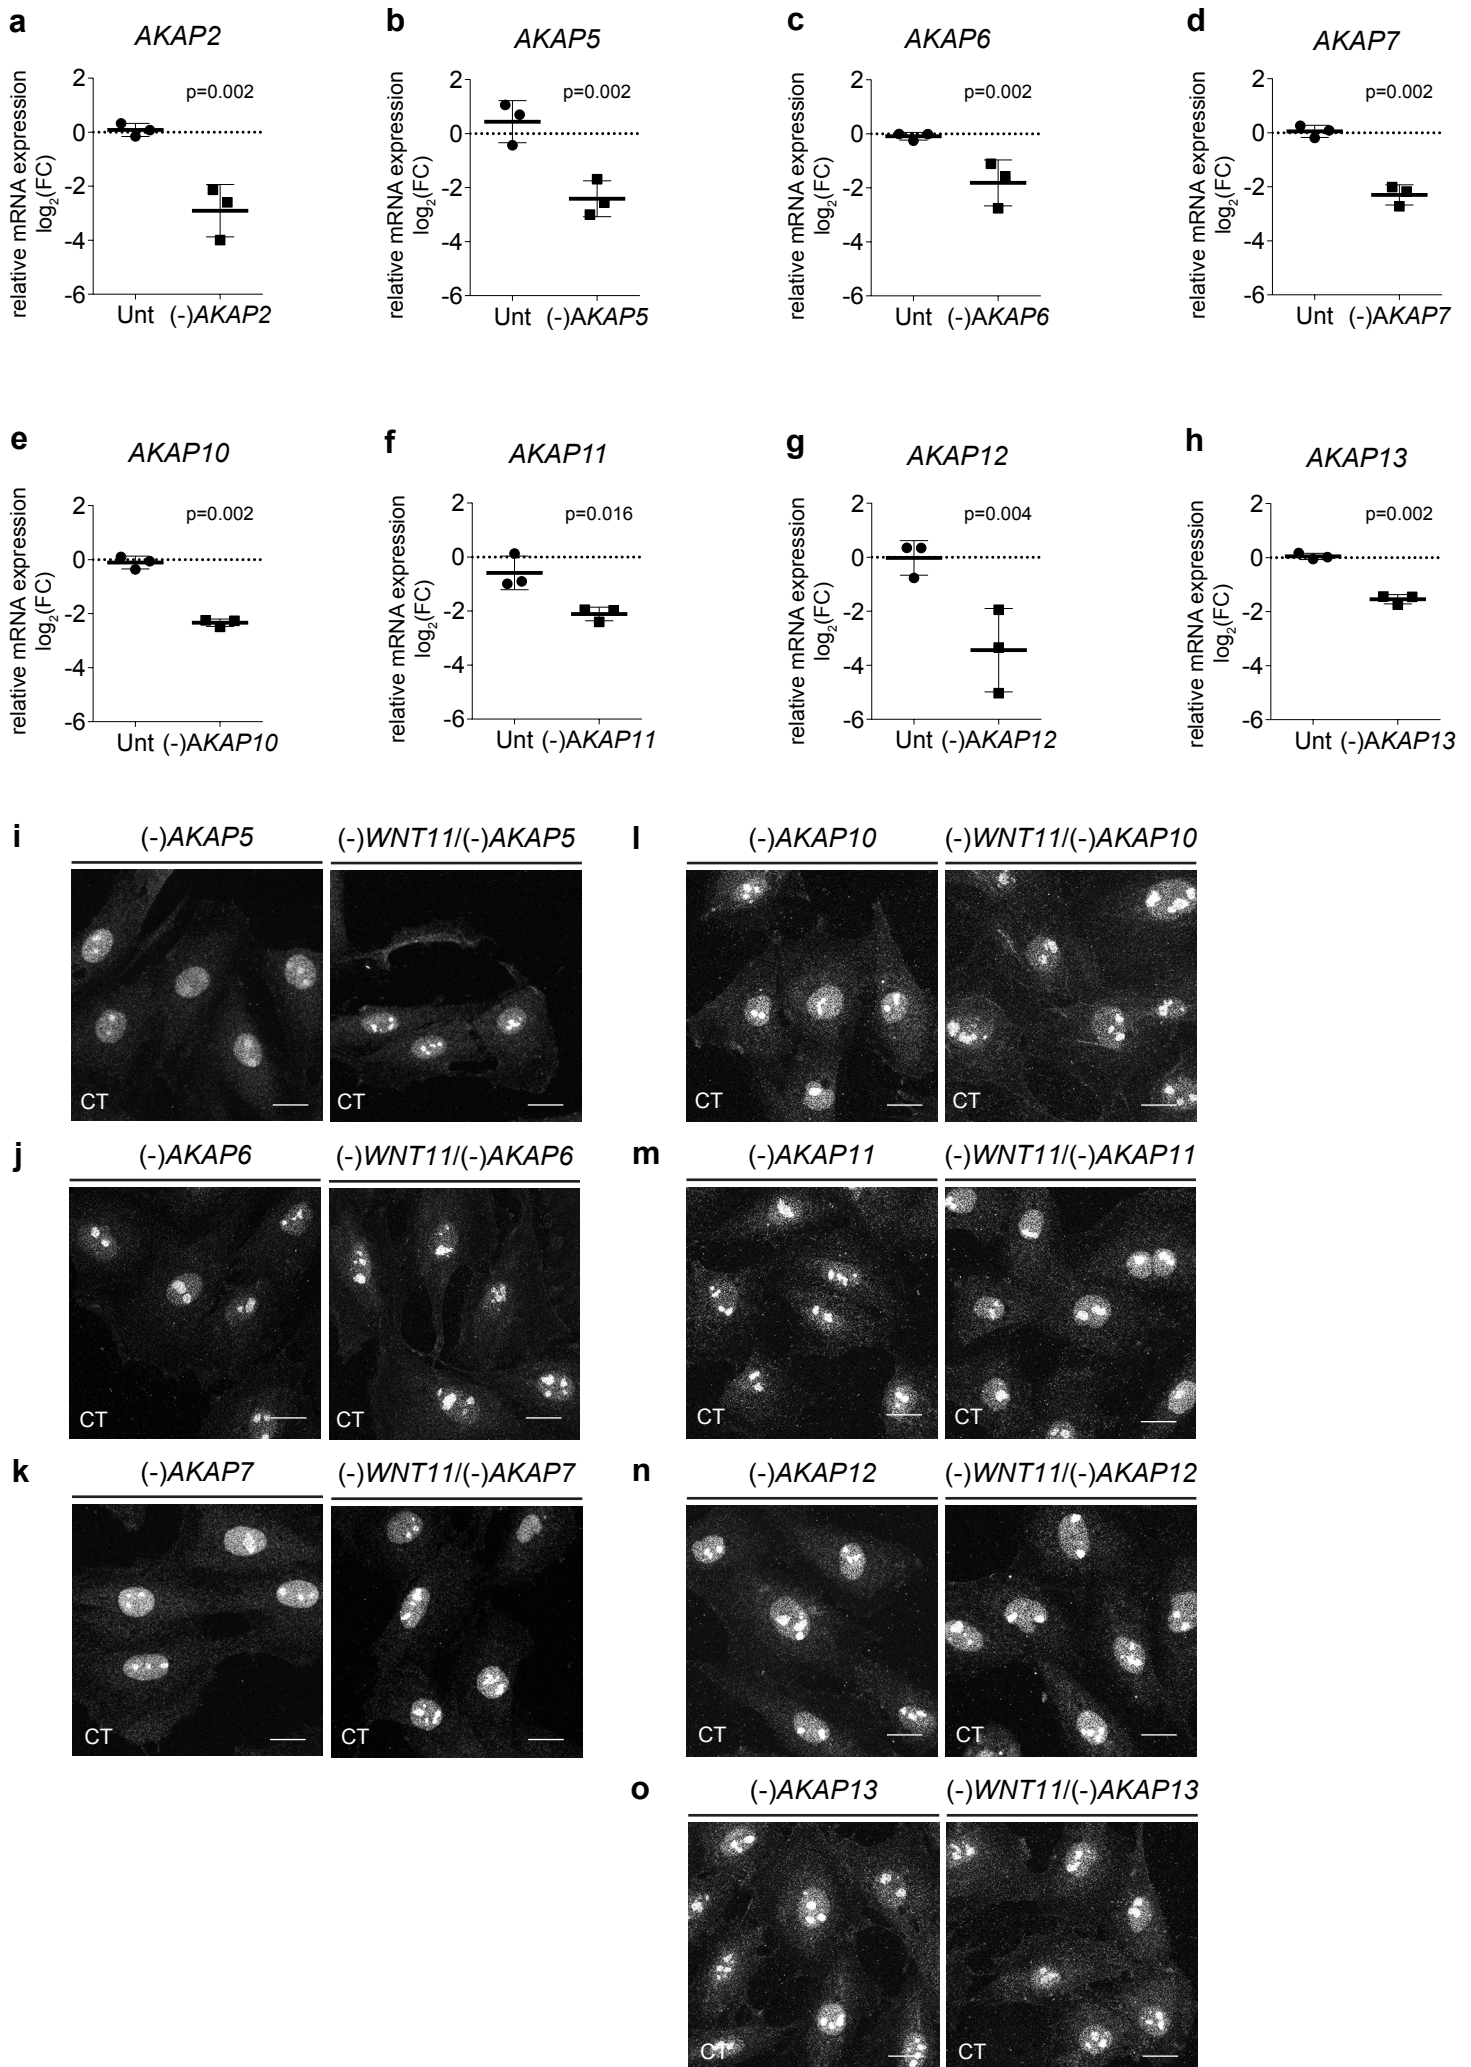 a
AKAP2
relative mRNA expression
log2(FC)
2
0
-2
-4
-6
p=0.002
Unt (-)AKAP2
b
AKAP5
relative mRNA expression
log2(FC)
2
0
-2
-4
-6
p=0.002
Unt (-)AKAP5
c
AKAP6
relative mRNA expression
log2(FC)
2
0
-2
-4
-6
p=0.002
Unt (-)AKAP6
d
AKAP7
relative mRNA expression
log2(FC)
2
0
-2
-4
-6
p=0.002
Unt (-)AKAP7
e
AKAP10
relative mRNA expression
log2(FC)
2
0
-2
-4
-6
p=0.002
Unt (-)AKAP10
f
AKAP11
relative mRNA expression
log2(FC)
2
0
-2
-4
-6
p=0.016
Unt (-)AKAP11
g
AKAP12
relative mRNA expression
log2(FC)
2
0
-2
-4
-6
p=0.004
Unt (-)AKAP12
h
AKAP13
relative mRNA expression
log2(FC)
2
0
-2
-4
-6
p=0.002
Unt (-)AKAP13
i
(-)AKAP5 (-)WNT11/(-)AKAP5
CT CT
l
(-)AKAP10 (-)WNT11/(-)AKAP10
CT CT
j
(-)AKAP6 (-)WNT11/(-)AKAP6
CT CT
m
(-)AKAP11 (-)WNT11/(-)AKAP11
CT CT
k
(-)AKAP7 (-)WNT11/(-)AKAP7
CT CT
n
(-)AKAP12 (-)WNT11/(-)AKAP12
CT CT
o
(-)AKAP13 (-)WNT11/(-)AKAP13
CT CT